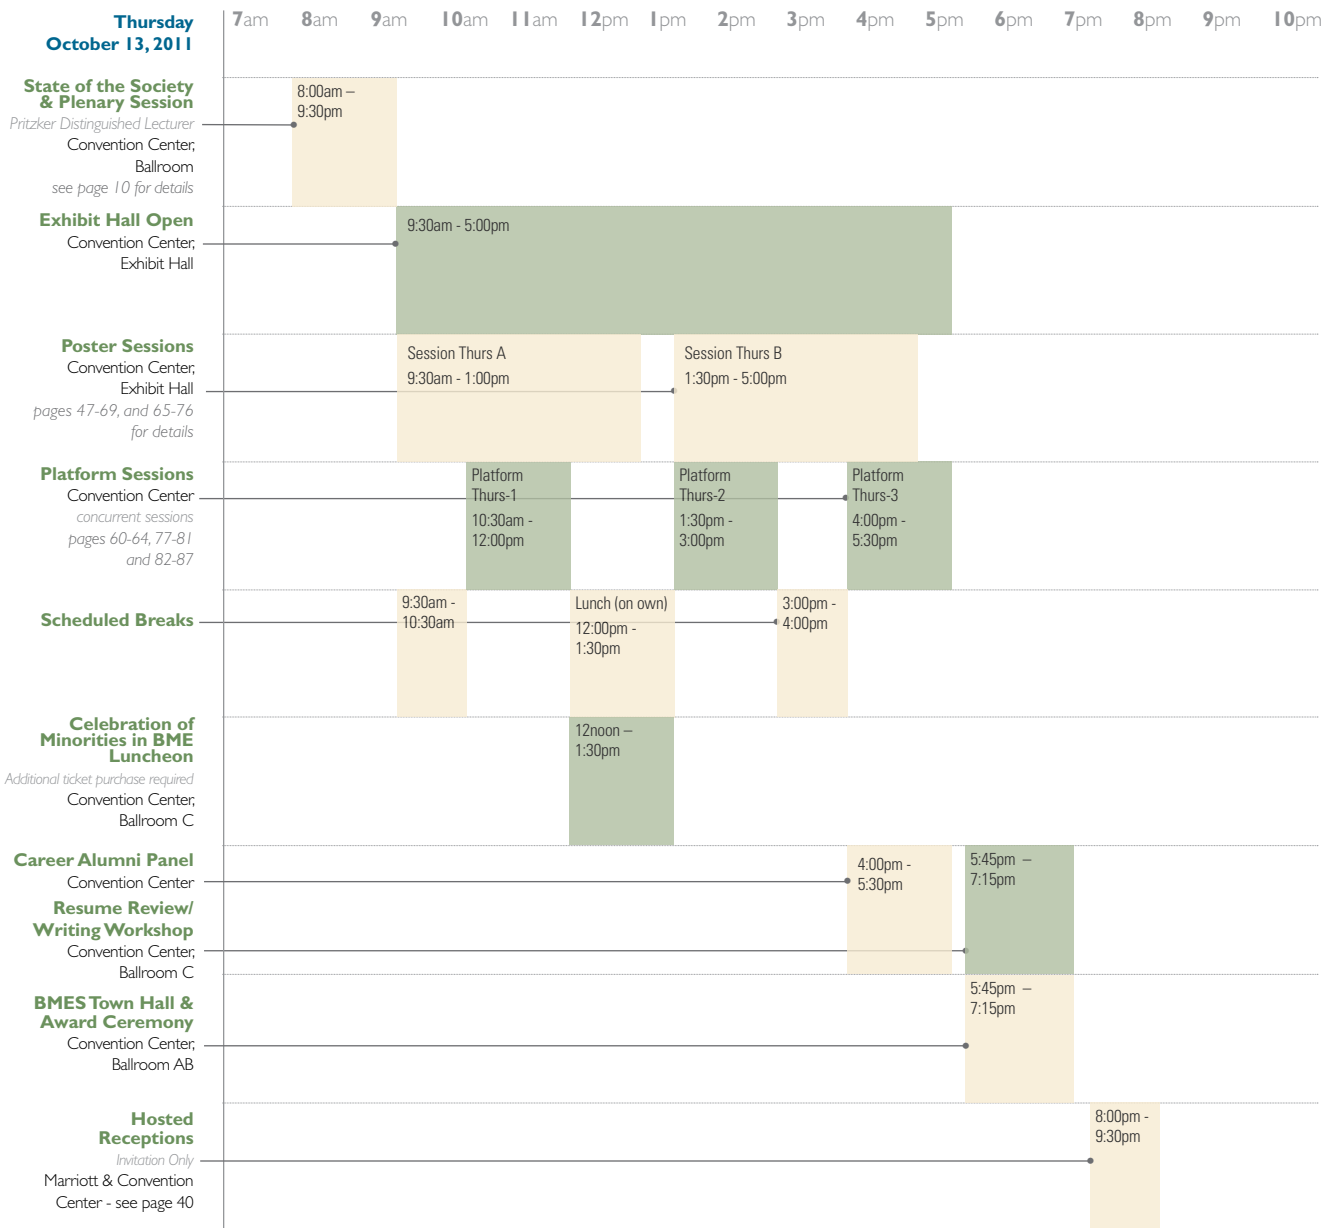 Thursday
October 13, 2011
7am 8am 9am 10am 11am 12pm 1pm 2pm 3pm 4pm 5pm 6pm 7pm 8pm 9pm 10pm
State of the Society
& Plenary Session
Pritzker Distinguished Lecturer
Convention Center,
Ballroom
see page 10 for details
8:00am –
9:30pm
Exhibit Hall Open
Convention Center,
Exhibit Hall
9:30am - 5:00pm
Poster Sessions
Convention Center,
Exhibit Hall
pages 47-69, and 65-76
for details
Session Thurs A
9:30am - 1:00pm
Session Thurs B
1:30pm - 5:00pm
Platform Sessions
Convention Center
concurrent sessions
pages 60-64, 77-81
and 82-87
Platform
Thurs-1
10:30am -
12:00pm
Platform
Thurs-2
1:30pm -
3:00pm
Platform
Thurs-3
4:00pm -
5:30pm
Scheduled Breaks
9:30am -
10:30am
Lunch (on own)
12:00pm -
1:30pm
3:00pm -
4:00pm
Celebration of
Minorities in BME
Luncheon
Additional ticket purchase required
Convention Center,
Ballroom C
12noon –
1:30pm
Career Alumni Panel
Convention Center
4:00pm -
5:30pm
Resume Review/
Writing Workshop
Convention Center,
Ballroom C
5:45pm –
7:15pm
BMES Town Hall &
Award Ceremony
Convention Center,
Ballroom AB
5:45pm –
7:15pm
Hosted
Receptions
Invitation Only
Marriott & Convention
Center - see page 40
8:00pm -
9:30pm